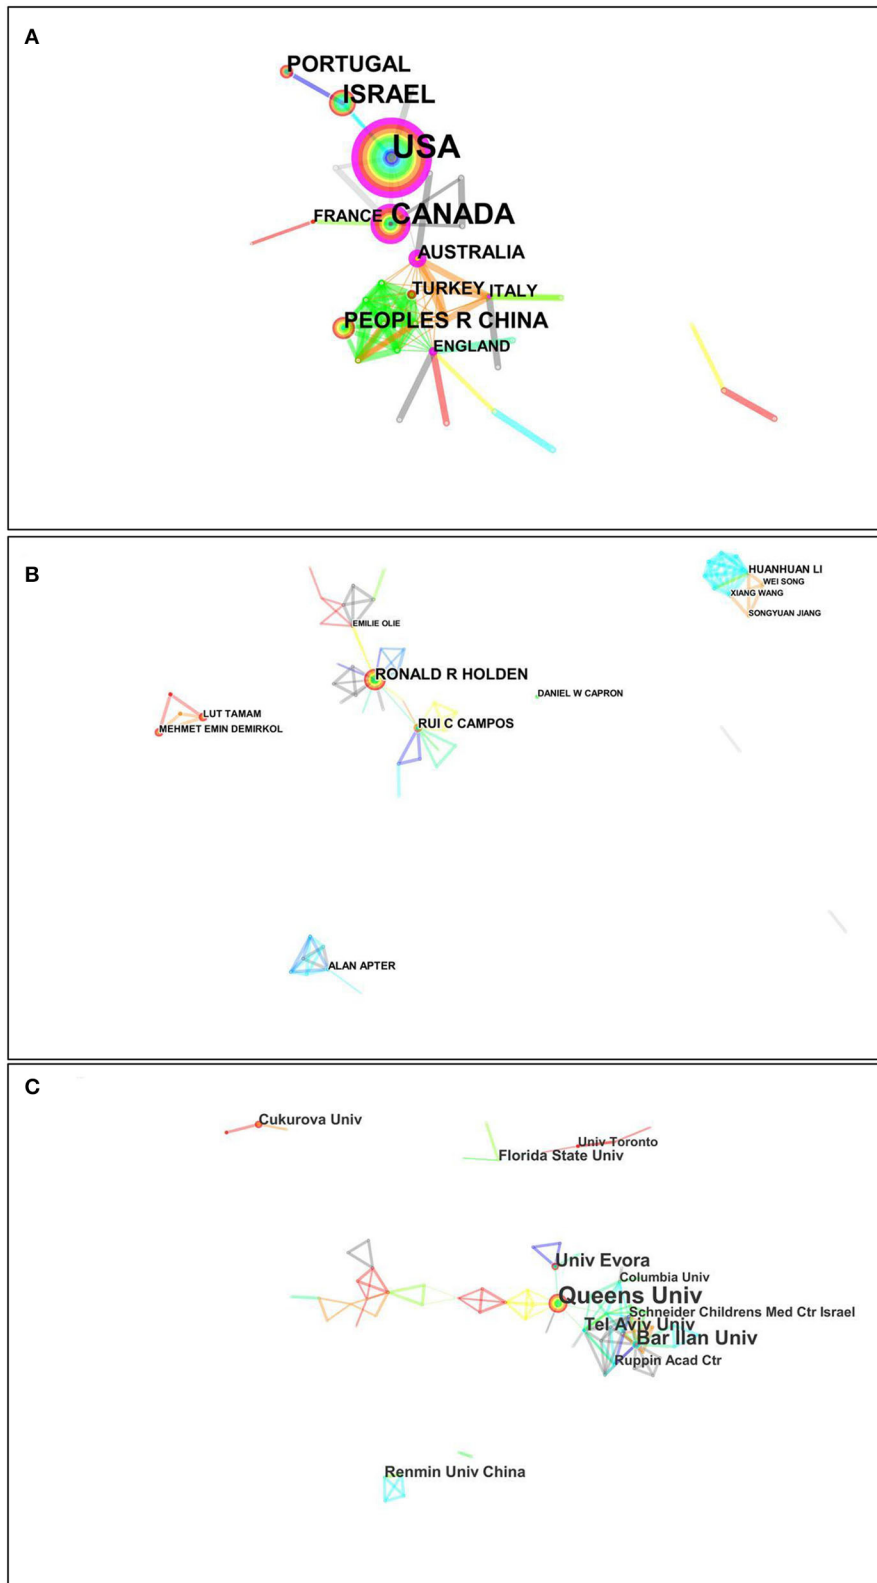 A
PORTUGAL
ISRAEL
USA
FRANCE
CANADA
AUSTRALIA
TURKEY
ITALY
PEOPLES R CHINA
ENGLAND
B
HUANHUAN LI
WEI SONG
XIANG WANG
SONGYUAN JIANG
EMILIE OLIE
RONALD R HOLDEN
DANIEL W CAPRON
LUT TAMAM
RUI C CAMPOS
MEHMET EMIN DEMIRKOL
ALAN APTER
C
Cukurova Univ
Univ Toronto
Florida State Univ
Univ Evora
Columbia Univ
Queens Univ
Schneider Childrens Med Ctr Israel
Tel Aviv Univ
Bar Ilan Univ
Ruppin Acad Ctr
Renmin Univ China